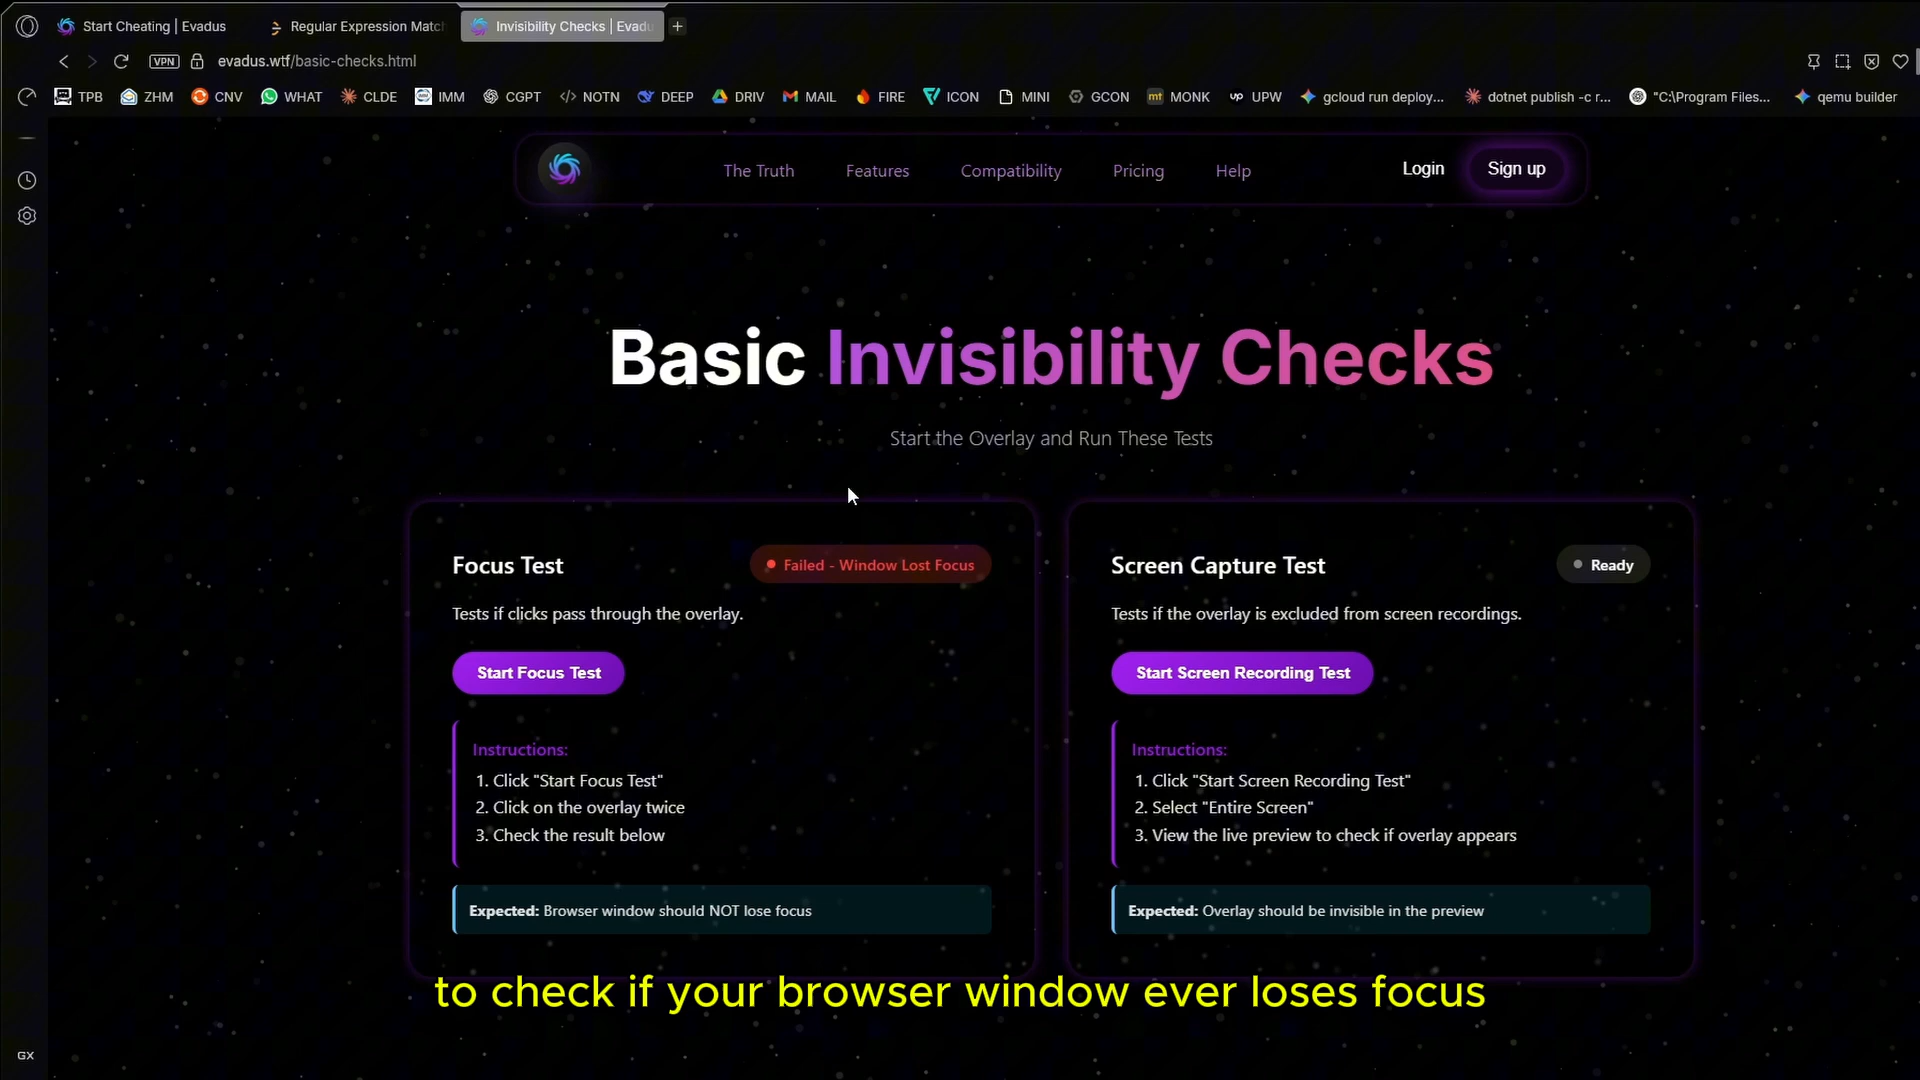 Start Cheating | Evadus
Regular Expression Matc
Invisibility Checks | Evadu
VPN
evadus.wtf/basic-checks.html
TPB
ZHM
CNV
WHAT
CLDE
IMM
CGPT
NOTN
DEEP
DRIV
MAIL
FIRE
ICON
MINI
GCON
mt MONK
up UPW
gcloud run deploy...
dotnet publish -c r...
"C:\Program Files...
qemu builder
The Truth
Features
Compatibility
Pricing
Help
Login
Sign up
Basic Invisibility Checks
Start the Overlay and Run These Tests
Focus Test
Failed - Window Lost Focus
Tests if clicks pass through the overlay.
Start Focus Test
Instructions:
1. Click "Start Focus Test"
2. Click on the overlay twice
3. Check the result below
Expected: Browser window should NOT lose focus
Screen Capture Test
Ready
Tests if the overlay is excluded from screen recordings.
Start Screen Recording Test
Instructions:
1. Click "Start Screen Recording Test"
2. Select "Entire Screen"
3. View the live preview to check if overlay appears
Expected: Overlay should be invisible in the preview
to check if your browser window ever loses focus
GX